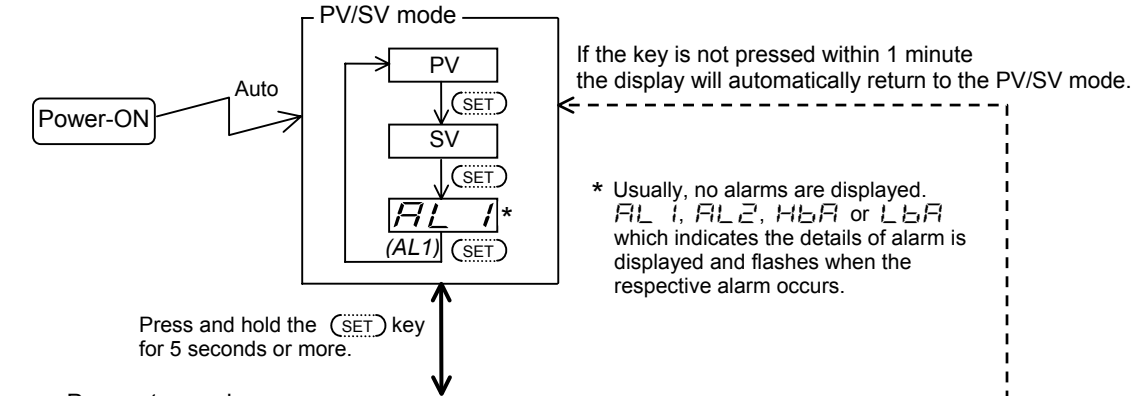 PV/SV mode
If the key is not pressed within 1 minute
the display will automatically return to the PV/SV mode.
PV
Auto
SET
Power-ON
SV
SET
* Usually, no alarms are displayed.
AL 1, AL2, HbA or LbA
AL 1*
which indicates the details of alarm is
(AL1) SET
displayed and flashes when the
respective alarm occurs.
Press and hold the SET key
for 5 seconds or more.